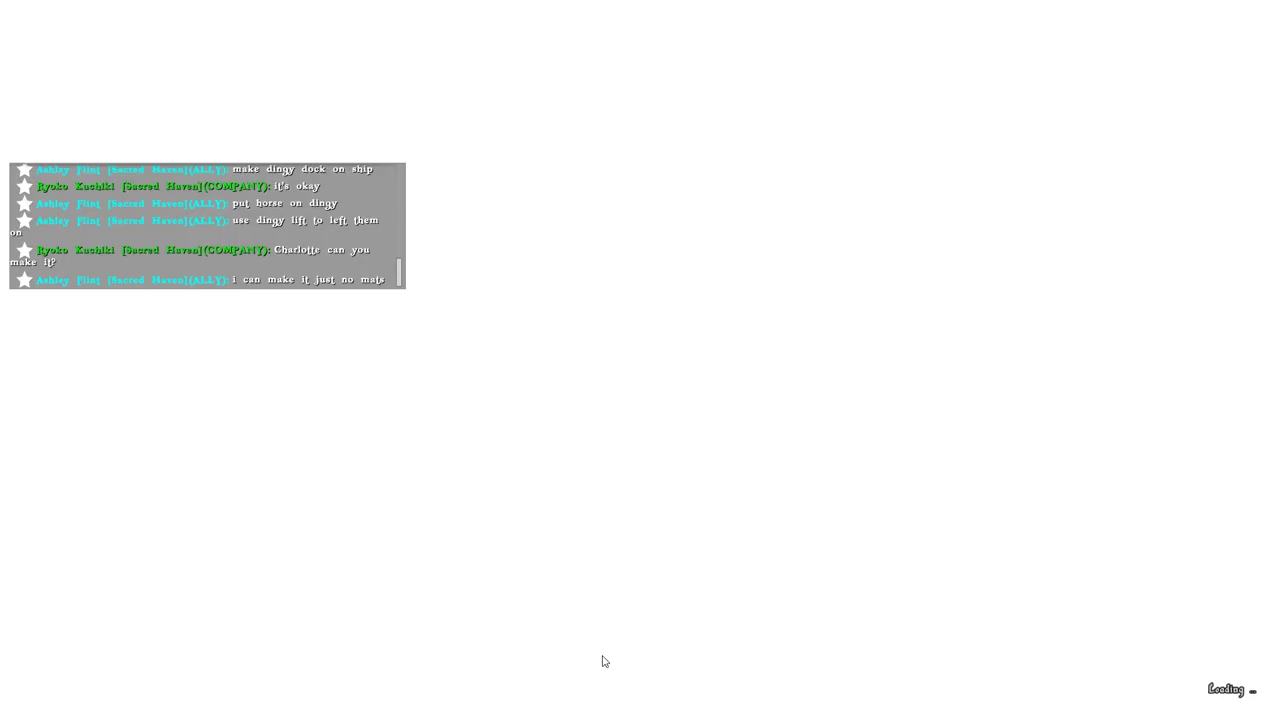 Ashley Flint [Sacred Haven](ALLY): make dingy dock on ship
Ryoko Kuchiki [Sacred Haven](COMPANY): it's okay
Ashley Flint [Sacred Haven](ALLY): put horse on dingy
Ashley Flint [Sacred Haven](ALLY): use dingy lift to left them
on
Ryoko Kuchiki [Sacred Haven](COMPANY): Charlotte can you
make it?
Ashley Flint [Sacred Haven](ALLY): i can make it just no mats
Loading ..